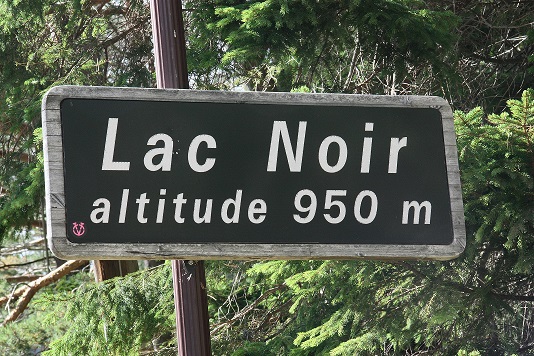 Lac Noir
altitude 950 m